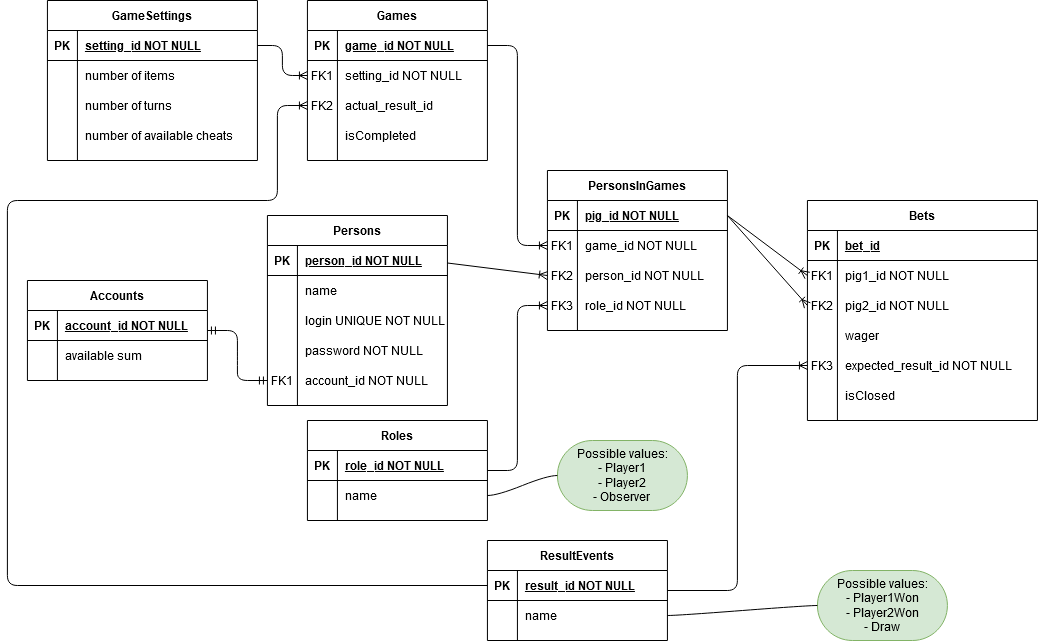 GameSettings
PK setting_id NOT NULL
number of items
number of turns
number of available cheats
Games
PK game_id NOT NULL
FK1 setting_id NOT NULL
FK2 actual_result_id
isCompleted
PersonsInGames
PK pig_id NOT NULL
FK1 game_id NOT NULL
FK2 person_id NOT NULL
FK3 role_id NOT NULL
Bets
PK bet_id
FK1 pig1_id NOT NULL
FK2 pig2_id NOT NULL
wager
FK3 expected_result_id NOT NULL
isClosed
Persons
PK person_id NOT NULL
name
login UNIQUE NOT NULL
password NOT NULL
FK1 account_id NOT NULL
Accounts
PK account_id NOT NULL
available sum
Roles
PK role_id NOT NULL
name
Possible values:
- Player1
- Player2
- Observer
ResultEvents
PK result_id NOT NULL
name
Possible values:
- Player1Won
- Player2Won
- Draw